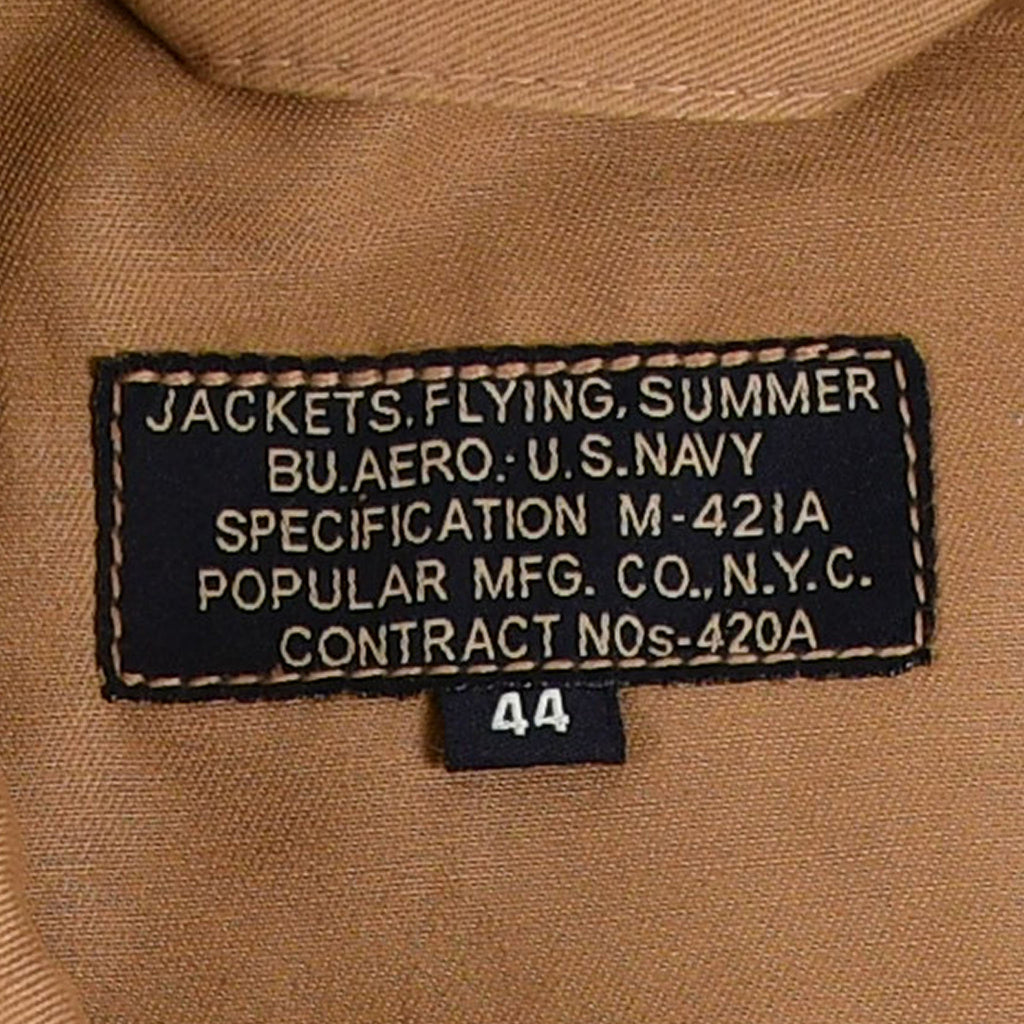 JACKETS, FLYING, SUMMER
BU.AERO. U.S.NAVY
SPECIFICATION M-421A
POPULAR MFG. CO., N.Y.C.
CONTRACT NOs-420A
44